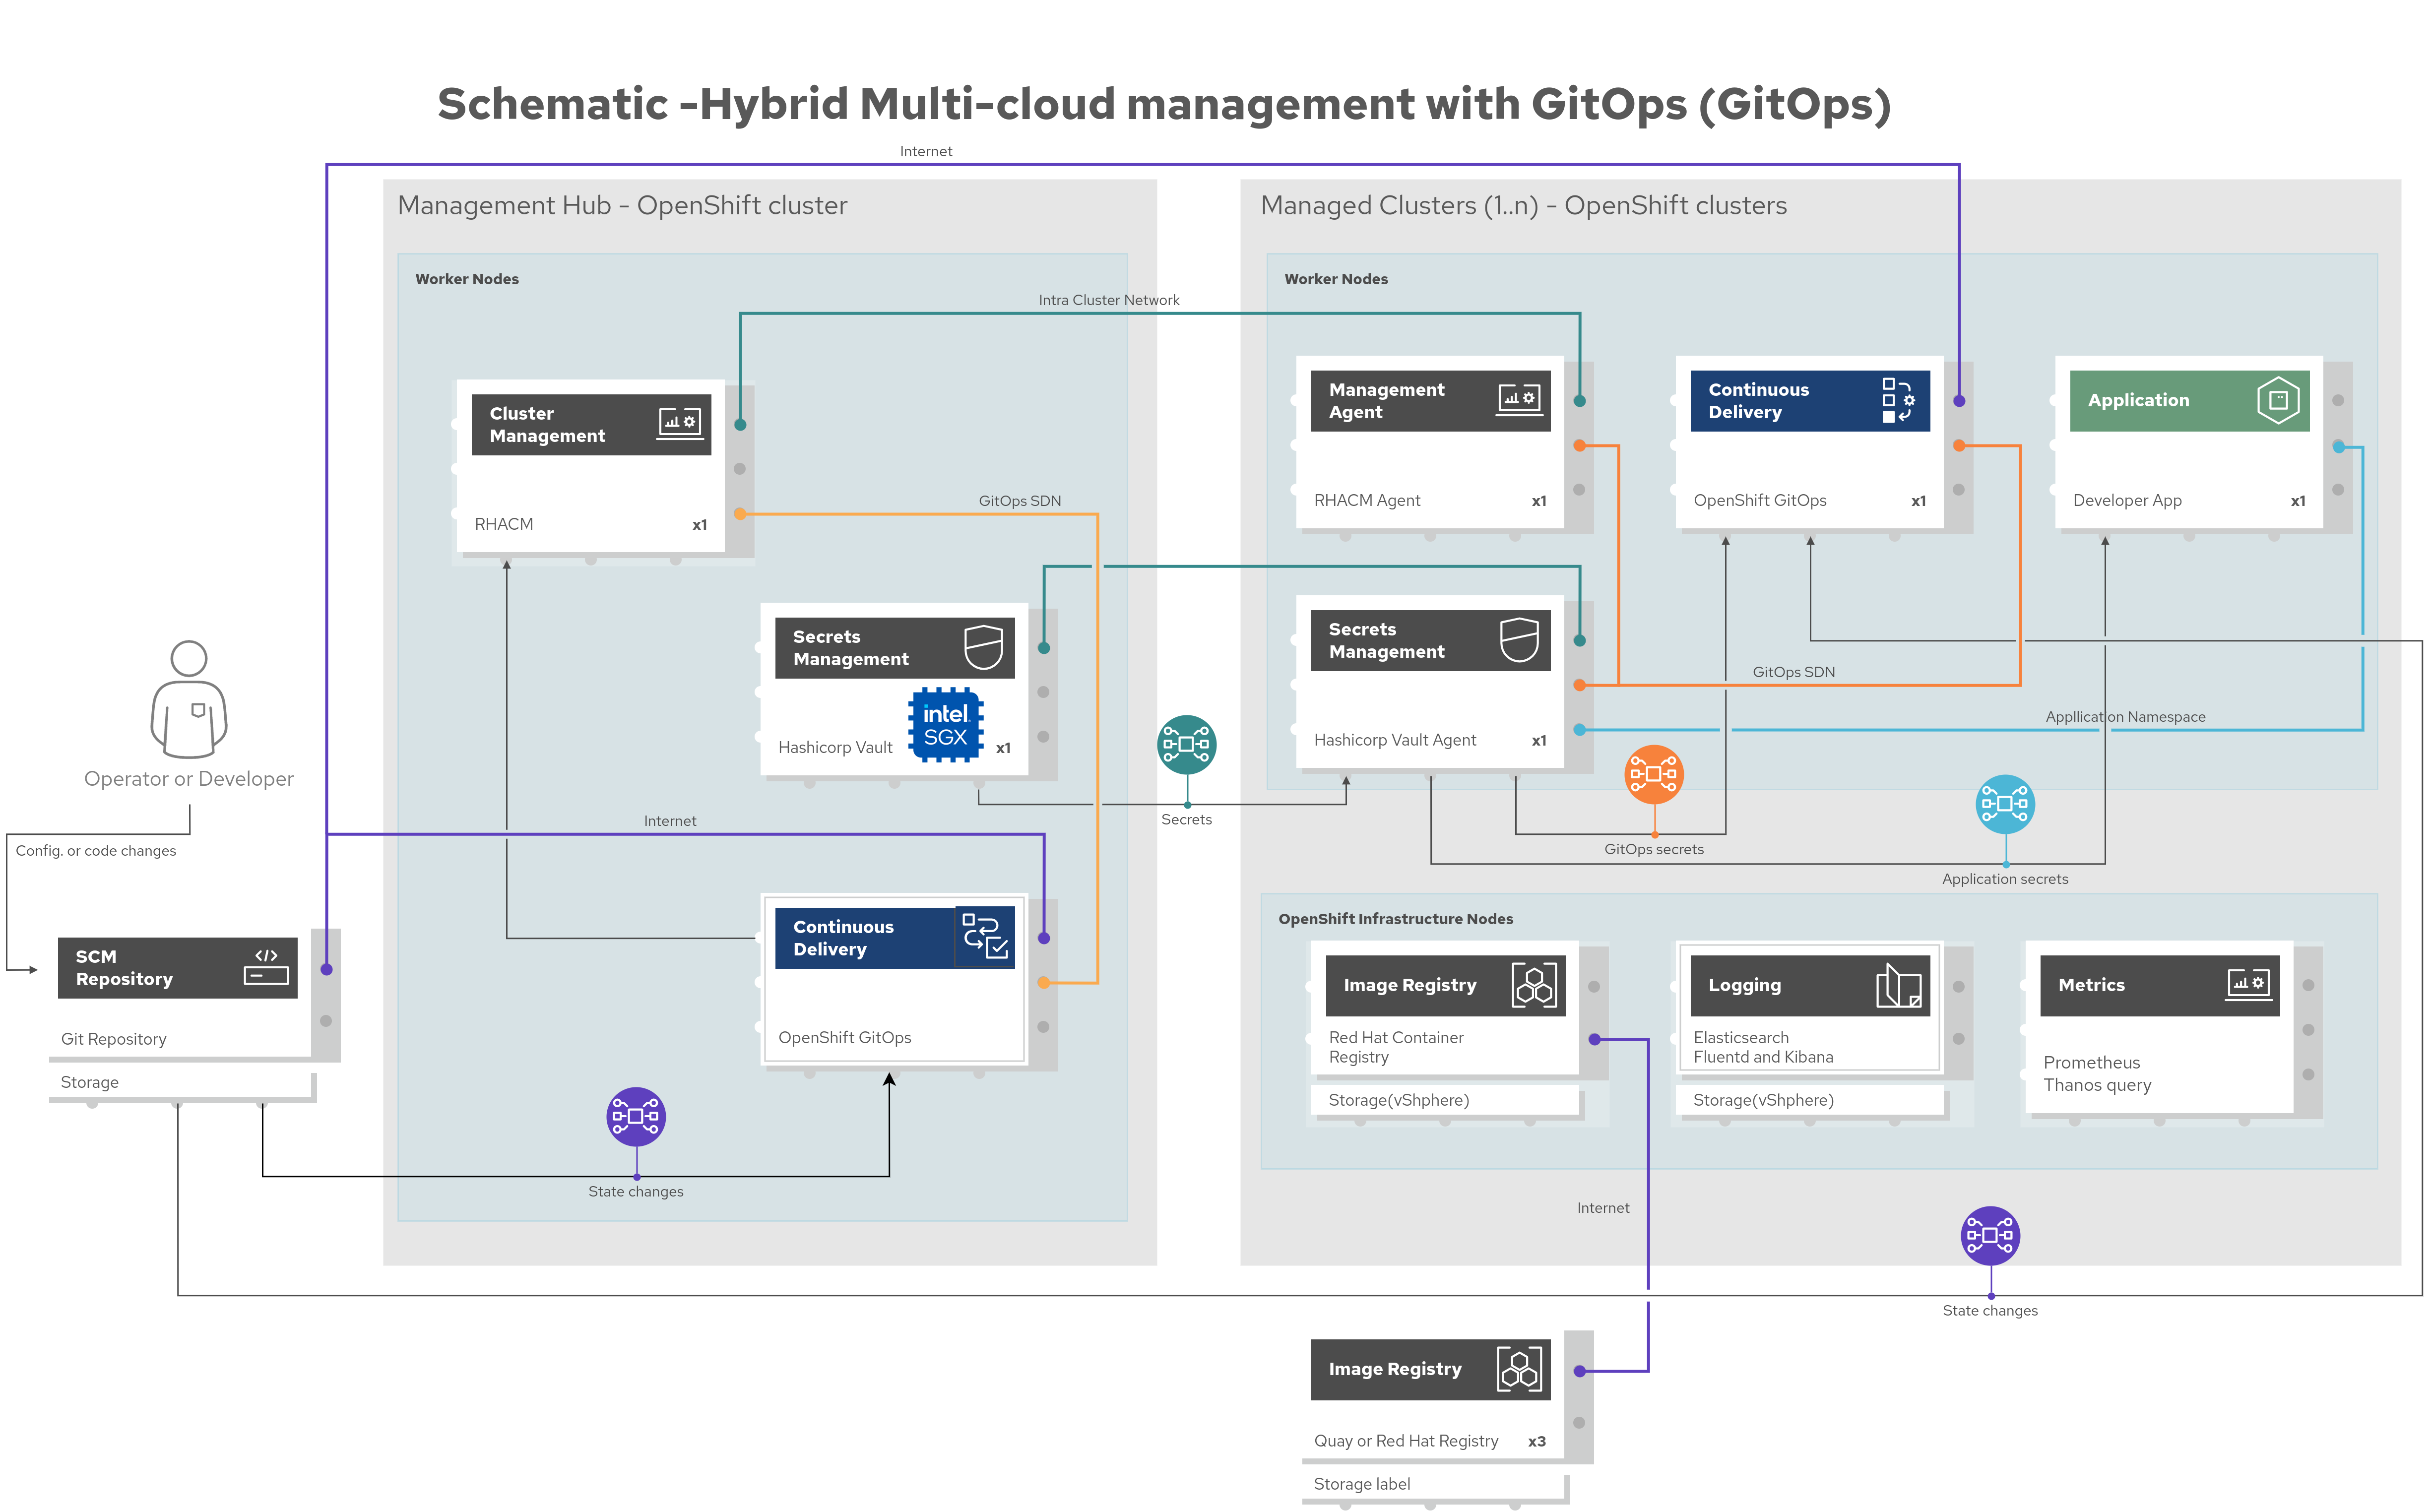 Schematic -Hybrid Multi-cloud management with GitOps (GitOps)
Internet
Management Hub - OpenShift cluster
Worker Nodes
Intra Cluster Network
Cluster
Management
RHACM
x1
GitOps SDN
Secrets
Management
intel
SGX
Hashicorp Vault
x1
Internet
Continuous
Delivery
OpenShift GitOps
State changes
Operator or Developer
Config. or code changes
SCM
Repository
</>
Git Repository
Storage
Secrets
Managed Clusters (1..n) - OpenShift clusters
Worker Nodes
Management
Agent
RHACM Agent
x1
Continuous
Delivery
OpenShift GitOps
x1
Application
Developer App
x1
Secrets
Management
Hashicorp Vault Agent
x1
GitOps SDN
Appllication Namespace
GitOps secrets
Application secrets
OpenShift Infrastructure Nodes
Image Registry
Red Hat Container
Registry
Storage(vShphere)
Logging
Elasticsearch
Fluentd and Kibana
Storage(vShphere)
Metrics
Prometheus
Thanos query
Internet
State changes
Image Registry
Quay or Red Hat Registry
x3
Storage label